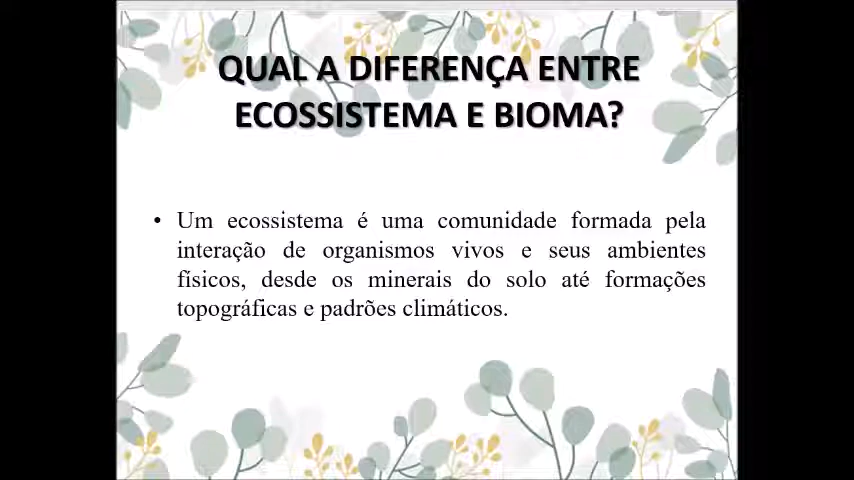 QUAL A DIFERENÇA ENTRE
ECOSSISTEMA E BIOMA?
• Um ecossistema é uma comunidade formada pela
interação de organismos vivos e seus ambientes
físicos, desde os minerais do solo até formações
topográficas e padrões climáticos.